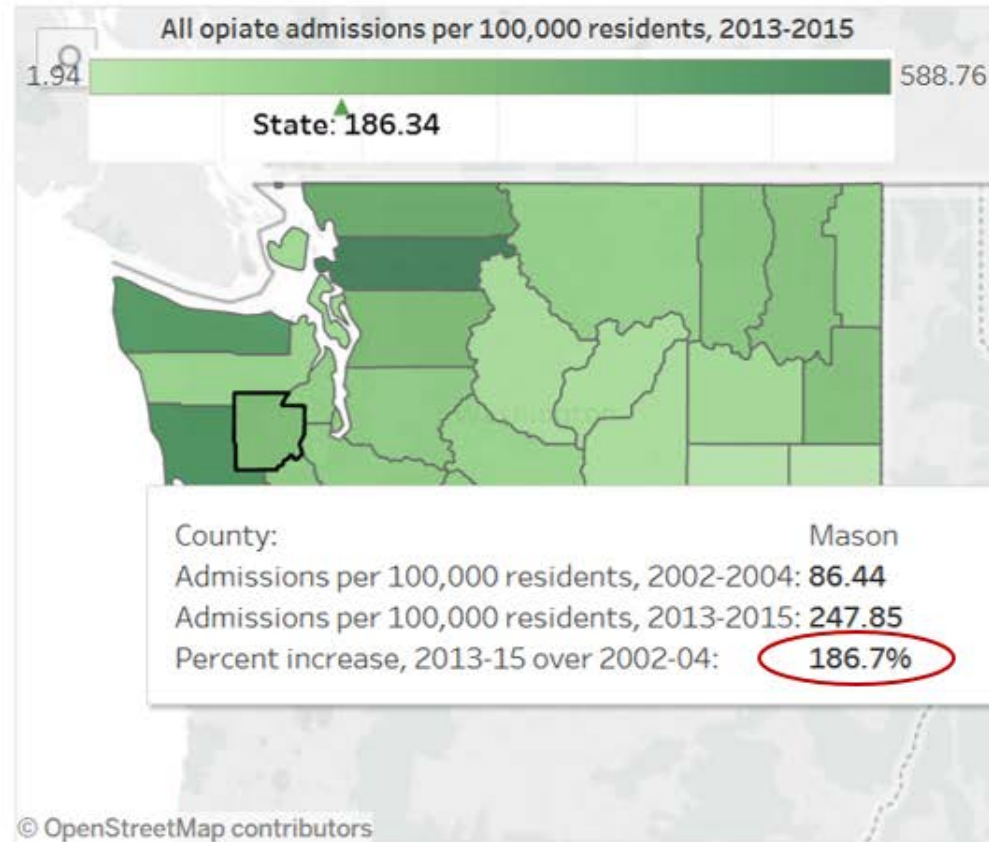 All opiate admissions per 100,000 residents, 2013-2015
1.94 588.76
State: 186.34
Washington
County: Mason
Admissions per 100,000 residents, 2002-2004: 86.44
Admissions per 100,000 residents, 2013-2015: 247.85
Percent increase, 2013-15 over 2002-04: 186.7%
© OpenStreetMap contributors